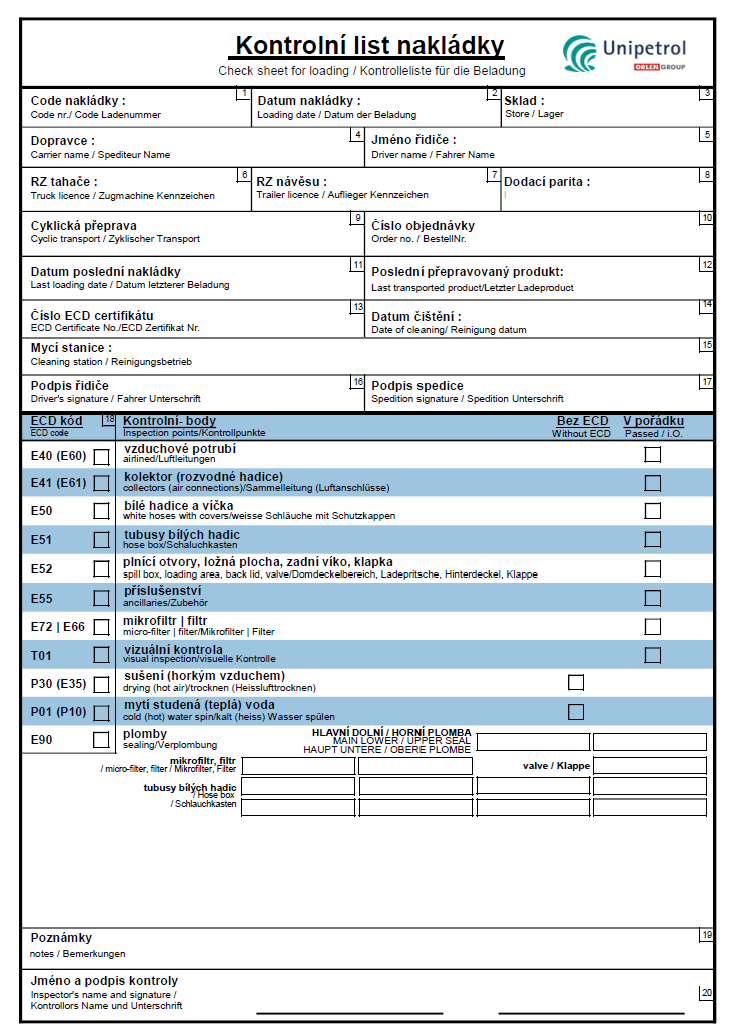 Kontrolní list nakládky
Check sheet for loading / Kontrolleliste für die Beladung
Unipetrol
ORLEN GROUP
Code nakládky : 1
Code nr./ Code Ladenummer
Datum nakládky : 2
Loading date / Datum der Beladung
Sklad : 3
Store / Lager
Dopravce : 4
Carrier name / Spediteur Name
Jméno řidiče : 5
Driver name / Fahrer Name
RZ tahače : 6
Truck licence / Zugmachine Kennzeichen
RZ návěsu : 7
Trailer licence / Auflieger Kennzeichen
Dodací parita : 8
Cyklická přeprava 9
Cyclic transport / Zyklischer Transport
Číslo objednávky 10
Order no. / BestellNr.
Datum poslední nakládky 11
Last loading date / Datum letzterer Beladung
Poslední přepravovaný produkt: 12
Last transported product/Letzter Ladeproduct
Číslo ECD certifikátu 13
ECD Certificate No./ECD Zertifikat Nr.
Datum čištění : 14
Date of cleaning/ Reinigung datum
Mycí stanice : 15
Cleaning station / Reinigungsbetrieb
Podpis řidiče 16
Driver's signature / Fahrer Unterschrift
Podpis spedice 17
Spedition signature / Spedition Unterschrift
ECD kód 18 Kontrolní- body Bez ECD V pořádku
ECD code Inspection points/Kontrollpunkte Without ECD Passed / i.O.
E40 (E60) vzduchové potrubí
airlined/Luftleitungen
E41 (E61) kolektor (rozvodné hadice)
collectors (air connections)/Sammelleitung (Luftanschlüsse)
E50 bílé hadice a víčka
white hoses with covers/weisse Schläuche mit Schutzkappen
E51 tubusy bílých hadic
hose box/Schaluchkasten
E52 plnící otvory, ložná plocha, zadní víko, klapka
spill box, loading area, back lid, valve/Domdeckelbereich, Ladepritsche, Hinterdeckel, Klappe
E55 příslušenství
ancillaries/Zubehör
E72 | E66 mikrofiltr | filtr
micro-filter | filter/Mikrofilter | Filter
T01 vizuální kontrola
visual inspection/visuelle Kontrolle
P30 (E35) sušení (horkým vzduchem)
drying (hot air)/trocknen (Heisslufttrocknen)
P01 (P10) mytí studená (teplá) voda
cold (hot) water spin/kalt (heiss) Wasser spülen
E90 plomby
sealing/Verplombung
HLAVNÍ DOLNÍ / HORNÍ PLOMBA
MAIN LOWER / UPPER SEAL
HAUPT UNTERE / OBERIE PLOMBE
mikrofiltr, filtr
/ micro-filter, filter / Mikrofilter, Filter
valve / Klappe
tubusy bílých hadic
/ Hose box
/ Schlauchkasten
Poznámky 19
notes / Bemerkungen
Jméno a podpis kontroly
Inspector's name and signature / 20
Kontrollors Name und Unterschrift